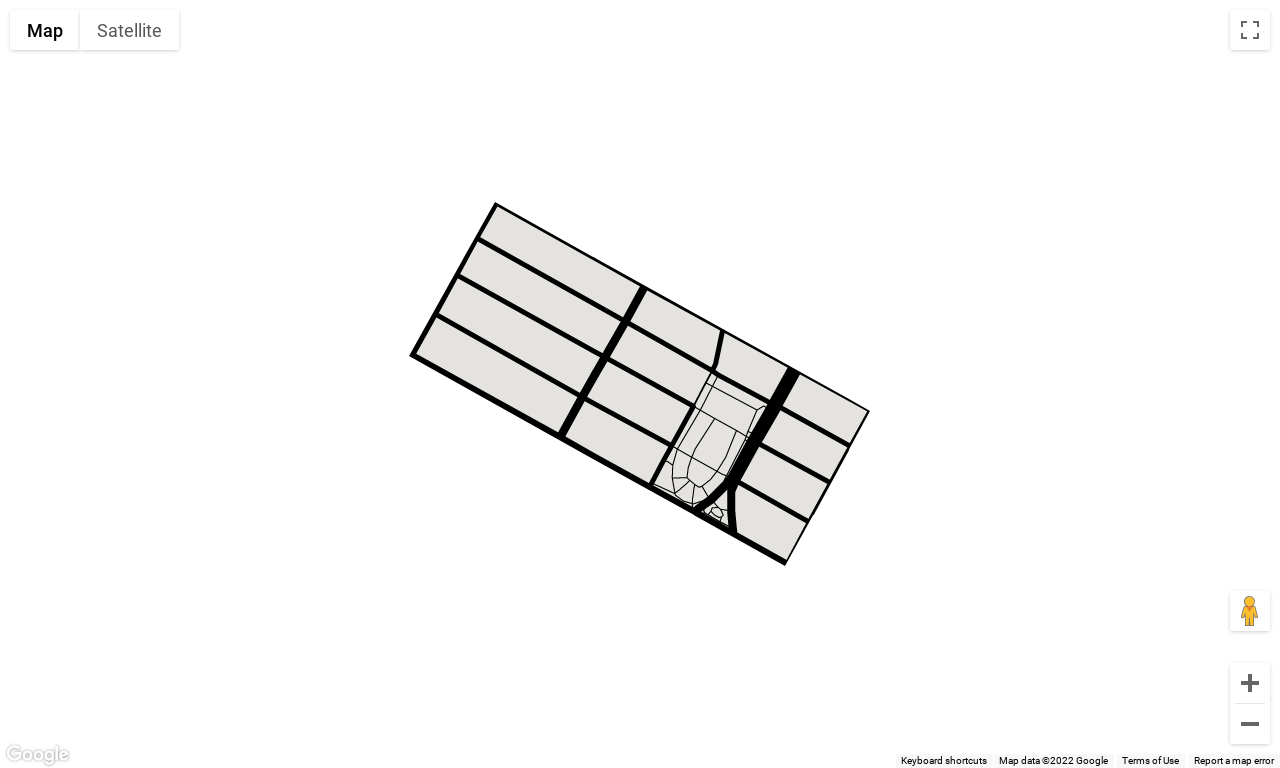 Map Satellite
Google
Keyboard shortcuts Map data ©2022 Google Terms of Use Report a map error